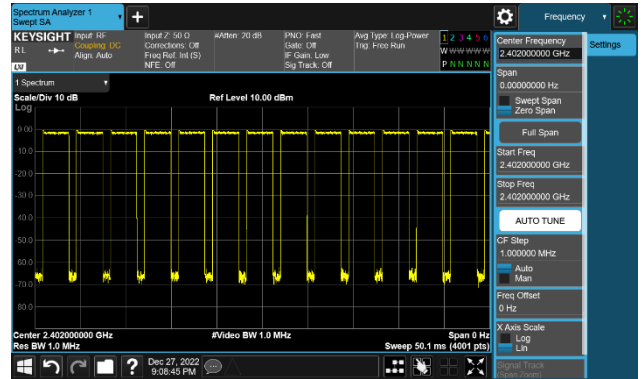 Spectrum Analyzer 1
Swept SA
+
Frequency
KEYSIGHT
Input: RF
Input Z: 50 Ω
#Atten: 20 dB
PNO: Fast
Avg Type: Log-Power
1 2 3 4 5 6
RL
Coupling: DC
Corrections: Off
Gate: Off
Trig: Free Run
W W W W W W
Align: Auto
Freq Ref: Int (S)
IF Gain: Low
P N N N N N
LXI
NFE: Off
Sig Track: Off
1 Spectrum
Scale/Div 10 dB
Ref Level 10.00 dBm
Log
0.00
-10.0
-20.0
-30.0
-40.0
-50.0
-60.0
-70.0
-80.0
Center 2.402000000 GHz
#Video BW 1.0 MHz
Span 0 Hz
Res BW 1.0 MHz
Sweep 50.1 ms (4001 pts)
Dec 27, 2022
9:08:45 PM
?
Center Frequency
2.402000000 GHz
Settings
Span
0.00000000 Hz
Swept Span
Zero Span
Full Span
Start Freq
2.402000000 GHz
Stop Freq
2.402000000 GHz
AUTO TUNE
CF Step
1.000000 MHz
Auto
Man
Freq Offset
0 Hz
X Axis Scale
Log
Lin
Signal Track
(Span Zoom)